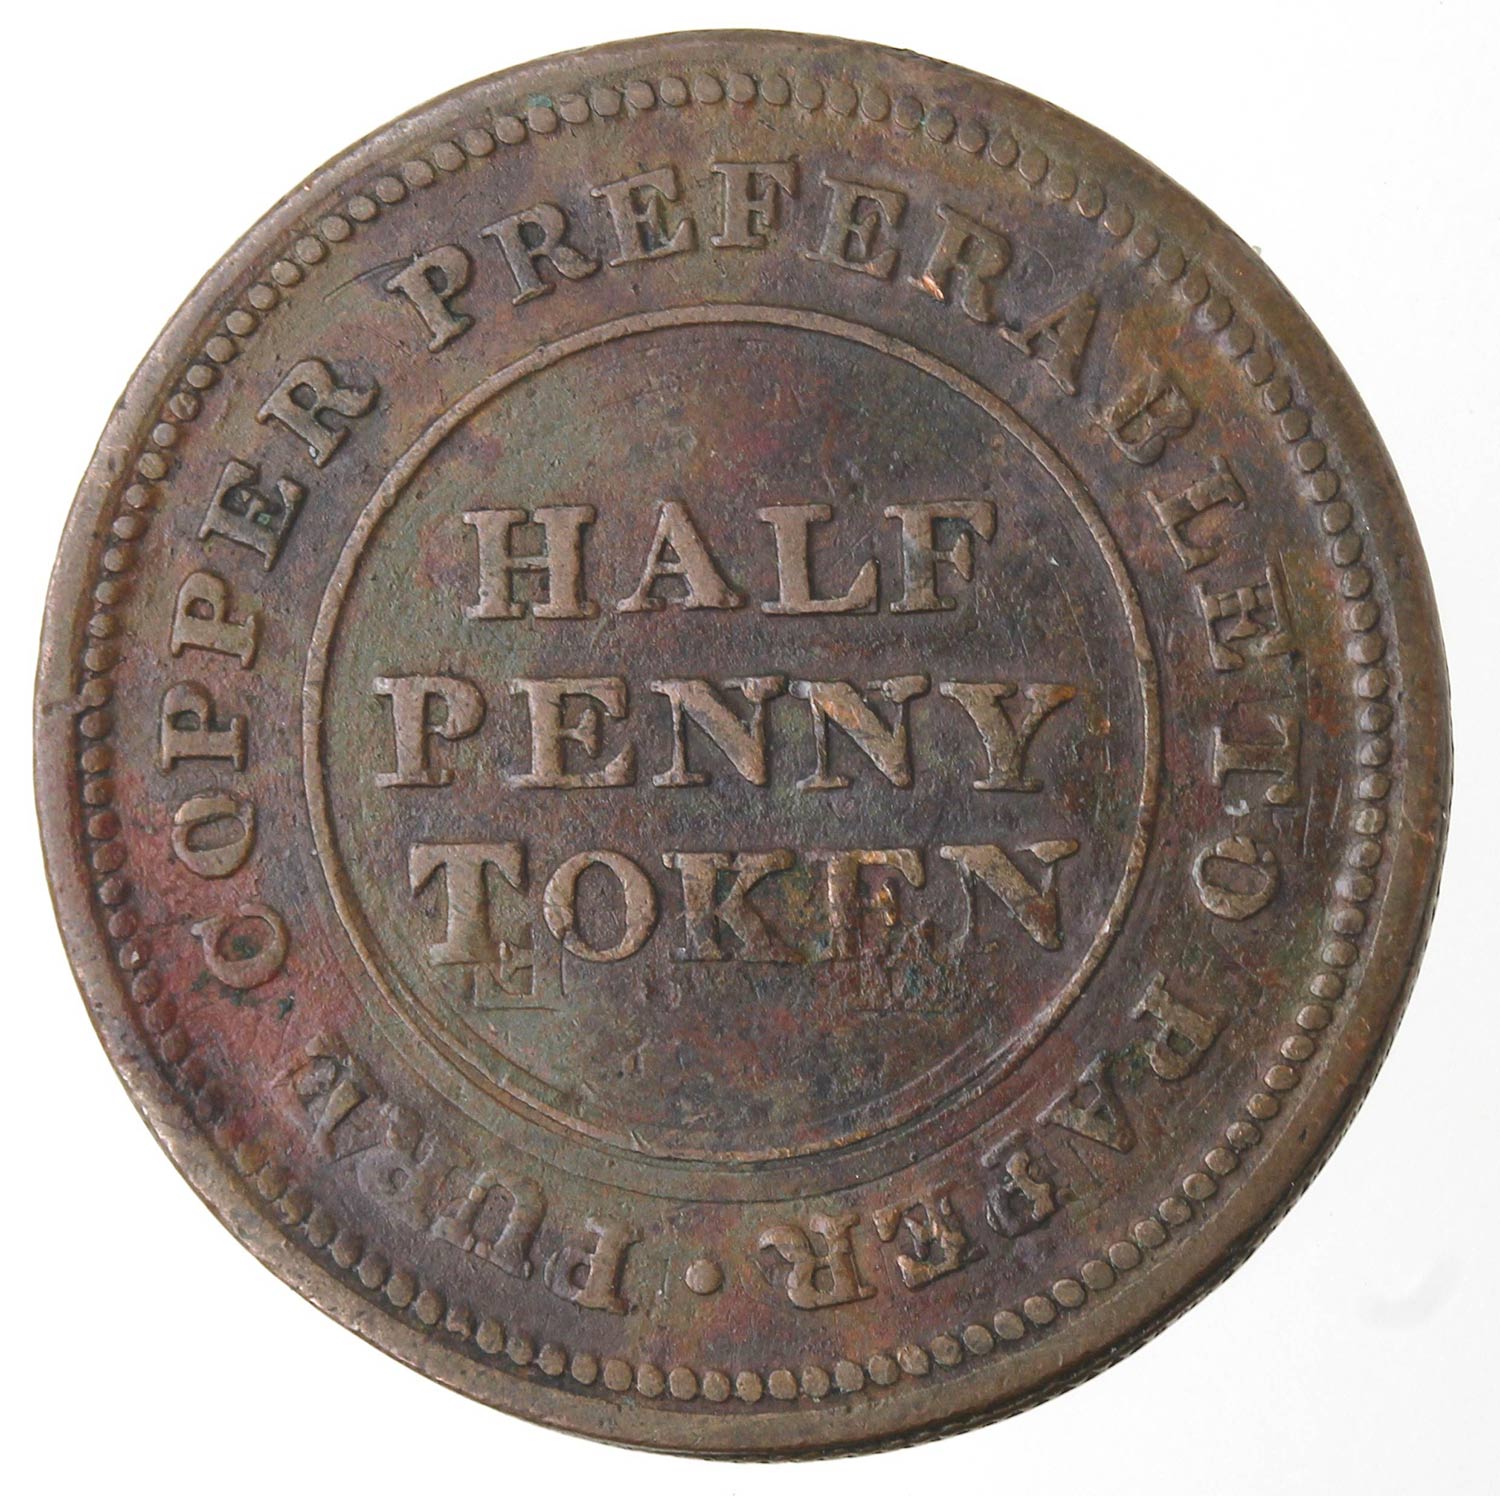 PURE COPPER PREFERABLE TO PAPER ·
HALF
PENNY
TOKEN